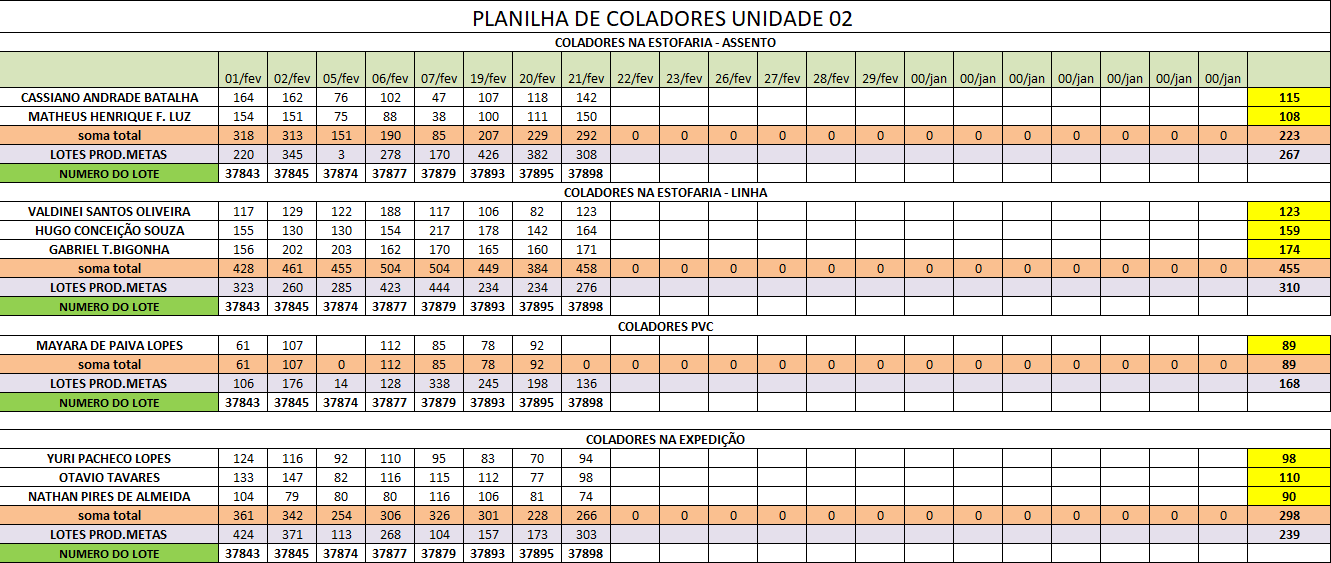 PLANILHA DE COLADORES UNIDADE 02
COLADORES NA ESTOFARIA - ASSENTO
01/fev 02/fev 05/fev 06/fev 07/fev 19/fev 20/fev 21/fev 22/fev 23/fev 26/fev 27/fev 28/fev 29/fev 00/jan 00/jan 00/jan 00/jan 00/jan 00/jan 00/jan
CASSIANO ANDRADE BATALHA 164 162 76 102 47 107 118 142 115
MATHEUS HENRIQUE F. LUZ 154 151 75 88 38 100 111 150 108
soma total 318 313 151 190 85 207 229 292 0 0 0 0 0 0 0 0 0 0 0 0 0 223
LOTES PROD.METAS 220 345 3 278 170 426 382 308 267
NUMERO DO LOTE 37843 37845 37874 37877 37879 37893 37895 37898
COLADORES NA ESTOFARIA - LINHA
VALDINEI SANTOS OLIVEIRA 117 129 122 188 117 106 82 123 123
HUGO CONCEIÇÃO SOUZA 155 130 130 154 217 178 142 164 159
GABRIEL T.BIGONHA 156 202 203 162 170 165 160 171 174
soma total 428 461 455 504 504 449 384 458 0 0 0 0 0 0 0 0 0 0 0 0 0 455
LOTES PROD.METAS 323 260 285 423 444 234 234 276 310
NUMERO DO LOTE 37843 37845 37874 37877 37879 37893 37895 37898
COLADORES PVC
MAYARA DE PAIVA LOPES 61 107 112 85 78 92 89
soma total 61 107 0 112 85 78 92 0 0 0 0 0 0 0 0 0 0 0 0 0 0 89
LOTES PROD.METAS 106 176 14 128 338 245 198 136 168
NUMERO DO LOTE 37843 37845 37874 37877 37879 37893 37895 37898
COLADORES NA EXPEDIÇÃO
YURI PACHECO LOPES 124 116 92 110 95 83 70 94 98
OTAVIO TAVARES 133 147 82 116 115 112 77 98 110
NATHAN PIRES DE ALMEIDA 104 79 80 80 116 106 81 74 90
soma total 361 342 254 306 326 301 228 266 0 0 0 0 0 0 0 0 0 0 0 0 0 298
LOTES PROD.METAS 424 371 113 268 104 157 173 303 239
NUMERO DO LOTE 37843 37845 37874 37877 37879 37893 37895 37898